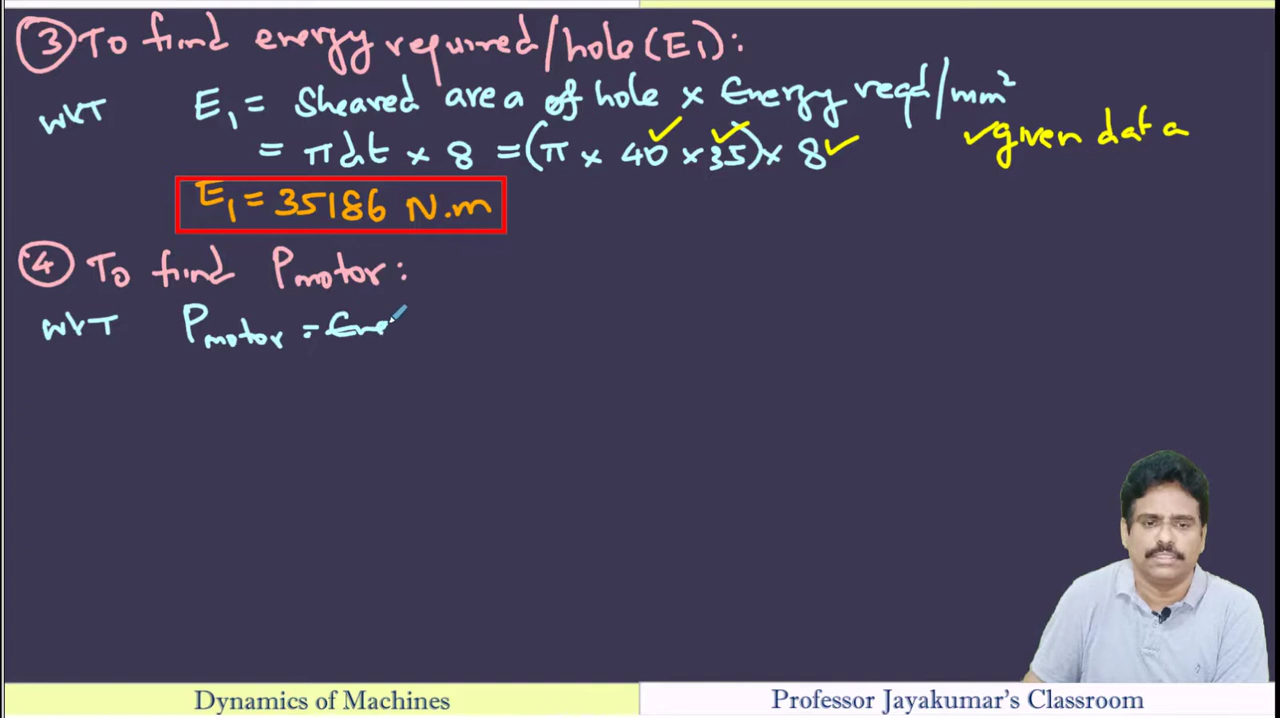 ③ To find energy required/hole (E₁):
WKT E₁ = Sheared area of hole × Energy reqd/mm²
= πdt × 8 = (π × 40 × 35) × 8 ✓given data
E₁ = 35186 N.m
④ To find Pmotor:
WKT Pmotor = Ene
Dynamics of Machines
Professor Jayakumar's Classroom